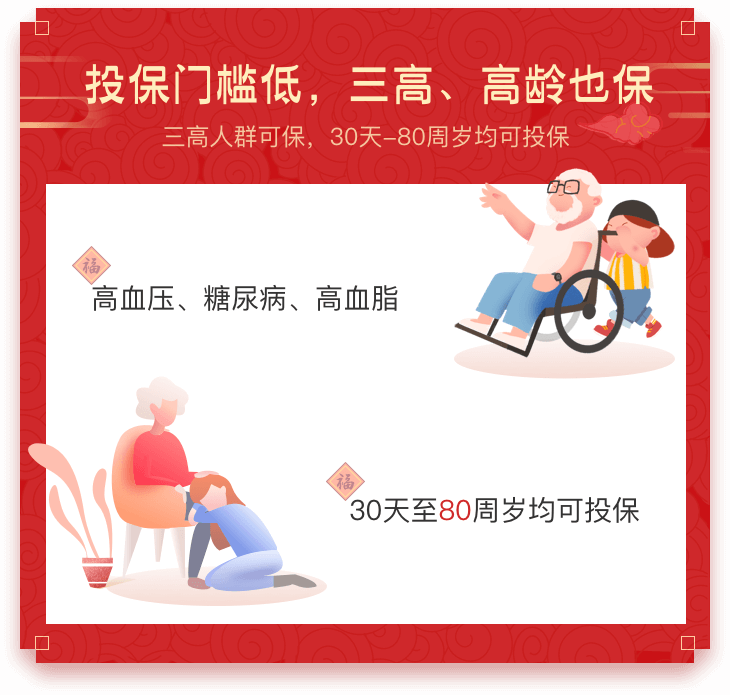 投保门槛低，三高、高龄也保
三高人群可保，30天-80周岁均可投保
福
高血压、糖尿病、高血脂
福
30天至80周岁均可投保